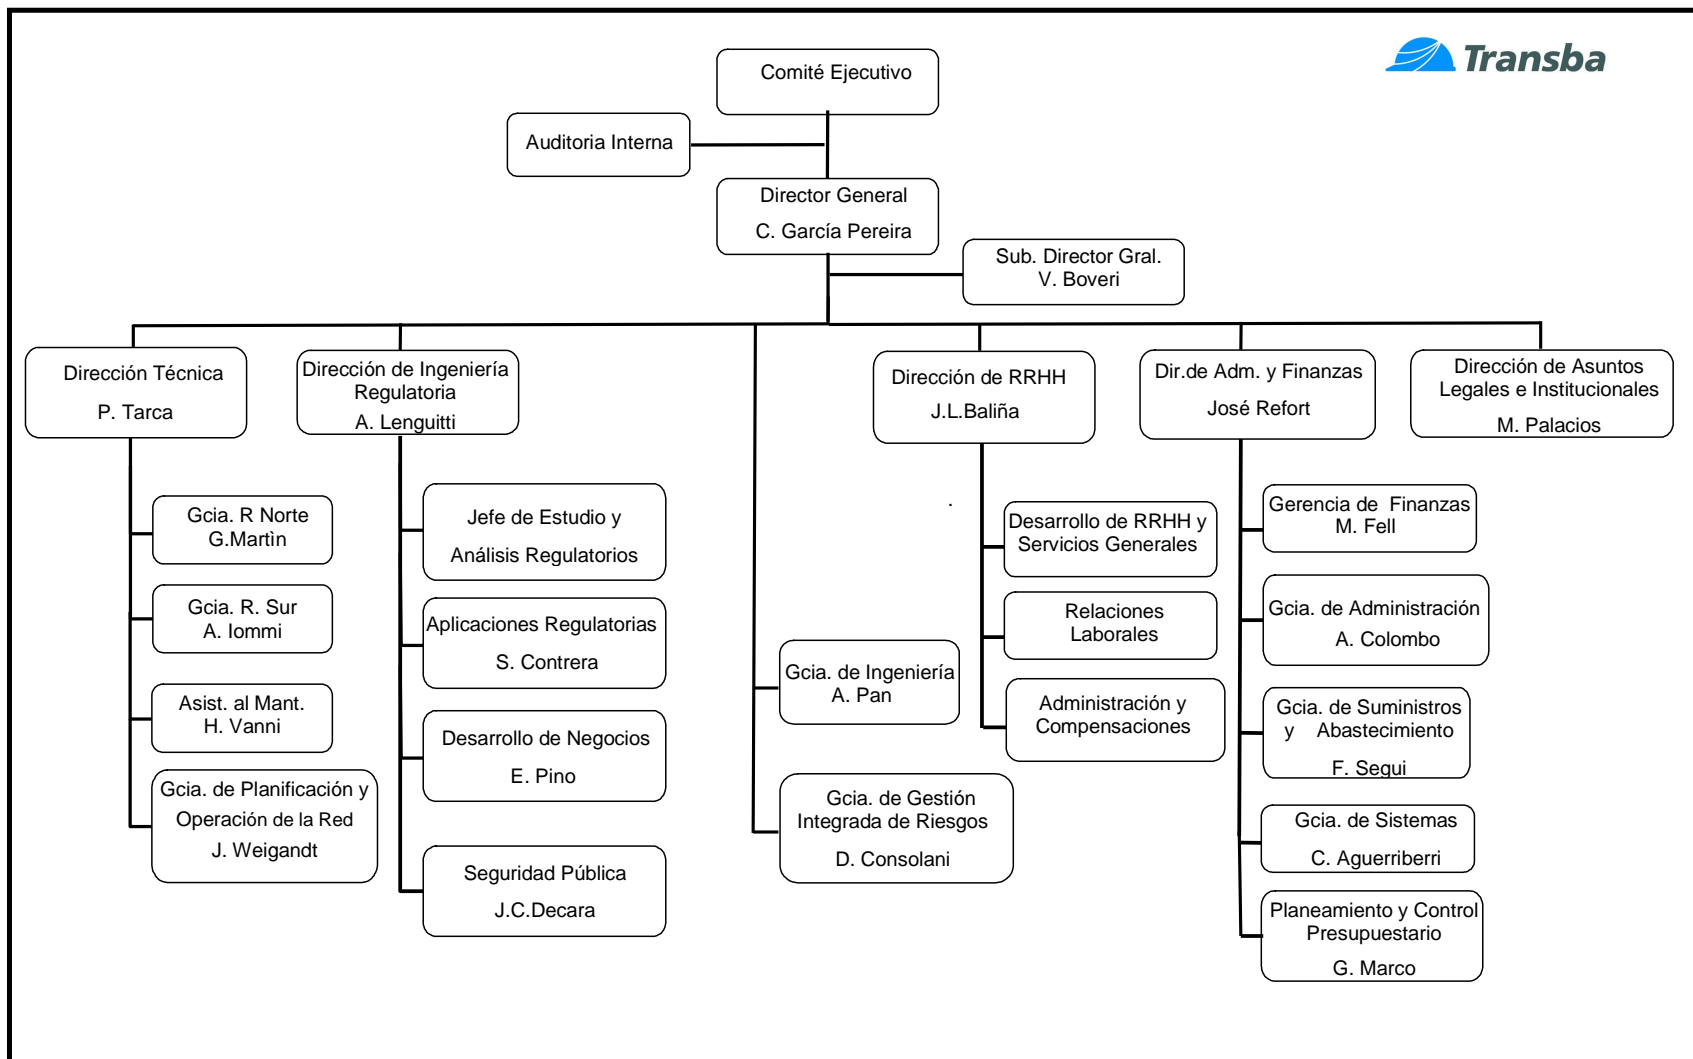 Transba
Comité Ejecutivo
Auditoria Interna
Director General
C. García Pereira
Sub. Director Gral.
V. Boveri
Dirección Técnica
P. Tarca
Dirección de Ingeniería
Regulatoria
A. Lenguitti
Dirección de RRHH
J.L.Baliña
Dir.de Adm. y Finanzas
José Refort
Dirección de Asuntos
Legales e Institucionales
M. Palacios
Gcia. R Norte
G.Martìn
Gcia. R. Sur
A. Iommi
Asist. al Mant.
H. Vanni
Gcia. de Planificación y
Operación de la Red
J. Weigandt
Jefe de Estudio y
Análisis Regulatorios
Aplicaciones Regulatorias
S. Contrera
Desarrollo de Negocios
E. Pino
Seguridad Pública
J.C.Decara
Gcia. de Ingeniería
A. Pan
Gcia. de Gestión
Integrada de Riesgos
D. Consolani
.
Desarrollo de RRHH y
Servicios Generales
Relaciones
Laborales
Administración y
Compensaciones
Gerencia de Finanzas
M. Fell
Gcia. de Administración
A. Colombo
Gcia. de Suministros
y Abastecimiento
F. Segui
Gcia. de Sistemas
C. Aguerriberri
Planeamiento y Control
Presupuestario
G. Marco